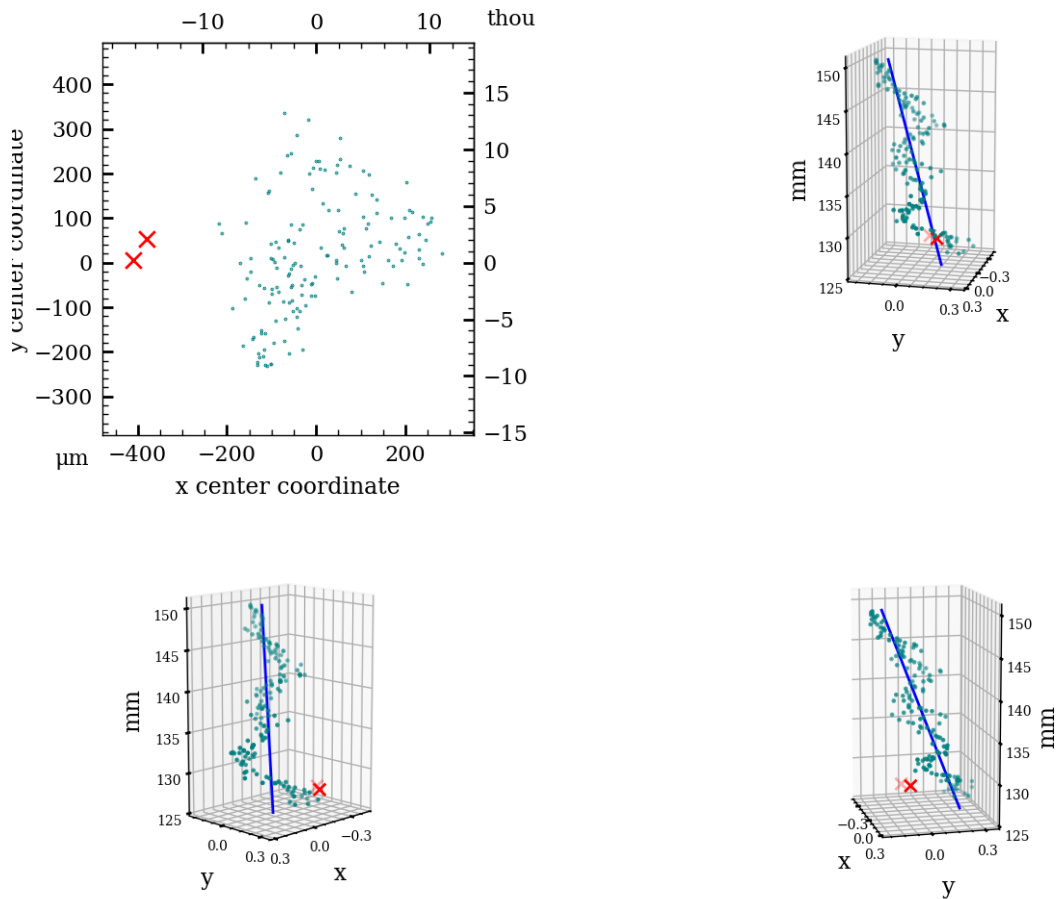 −10 0 10 thou
400
300
200
100
0
−100
−200
−300
y center coordinate
15
10
5
0
−5
−10
−15
μm −400 −200 0 200
x center coordinate
150
145
140
135
130
125
mm
0.0 0.3
y
0.3 0.0 −0.3
x
150
145
140
135
130
125
mm
0.0 0.3
y
0.3 0.0 −0.3
x
150
145
140
135
130
125
mm
−0.3
0.0
0.3
x
0.0 0.3
y